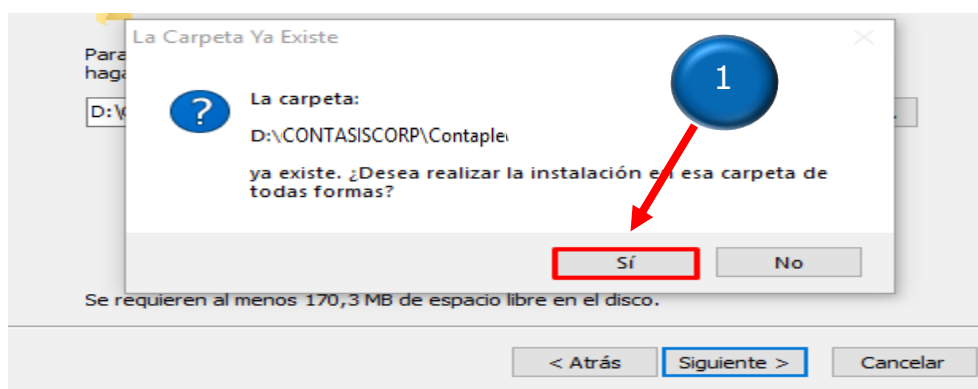 La Carpeta Ya Existe
1
Para
haga
D:\
La carpeta:
D:\CONTASISCORP\Contaple
ya existe. ¿Desea realizar la instalación en esa carpeta de
todas formas?
Sí No
Se requieren al menos 170,3 MB de espacio libre en el disco.
< Atrás Siguiente > Cancelar